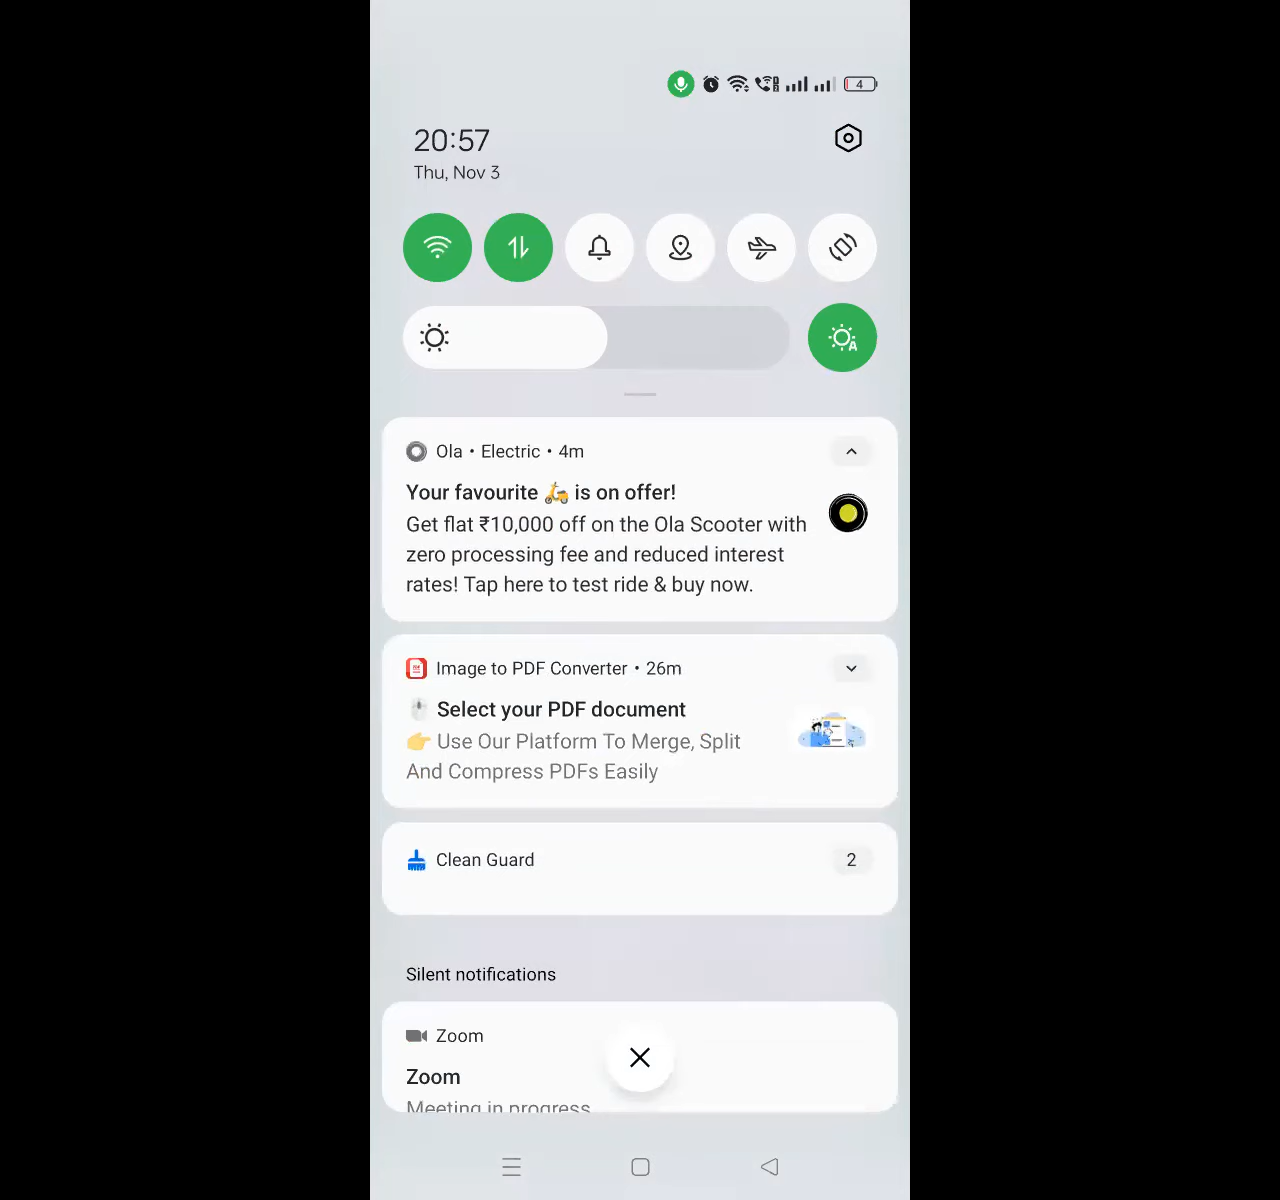 4
20:57
Thu, Nov 3
A
Ola • Electric • 4m
Your favourite 🛵 is on offer!
Get flat ₹10,000 off on the Ola Scooter with
zero processing fee and reduced interest
rates! Tap here to test ride & buy now.
Image to PDF Converter • 26m
🖱️ Select your PDF document
👉 Use Our Platform To Merge, Split
And Compress PDFs Easily
Clean Guard
2
Silent notifications
Zoom
Zoom
Meeting in progress